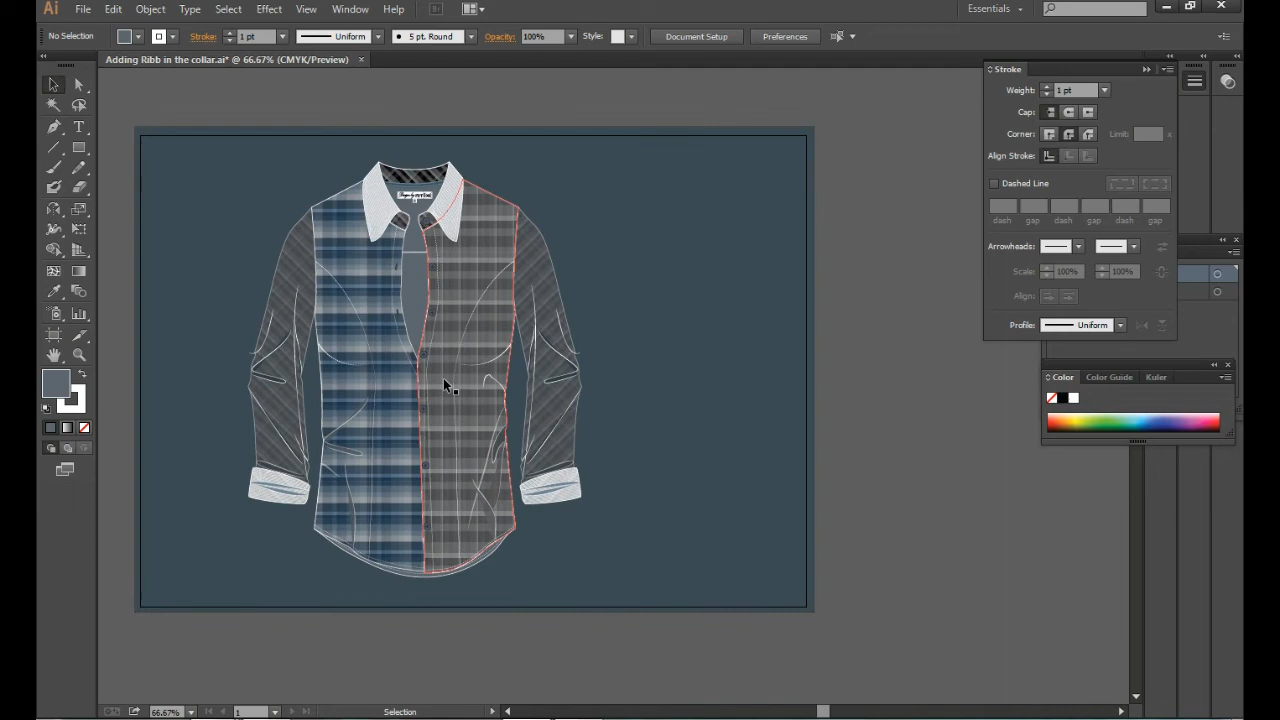 Ai File Edit Object Type Select Effect View Window Help Br Essentials
No Selection Stroke: 1 pt Uniform 5 pt. Round Opacity: 100% Style: Document Setup Preferences
Adding Ribb in the collar.ai* @ 66.67% (CMYK/Preview) ×
Stroke
Weight: 1 pt
Cap:
Corner: Limit: x
Align Stroke:
Dashed Line
dash gap dash gap dash gap
Arrowheads:
Scale: 100% 100%
Align:
Profile: Uniform
Color Color Guide Kuler
66.67% 1 Selection